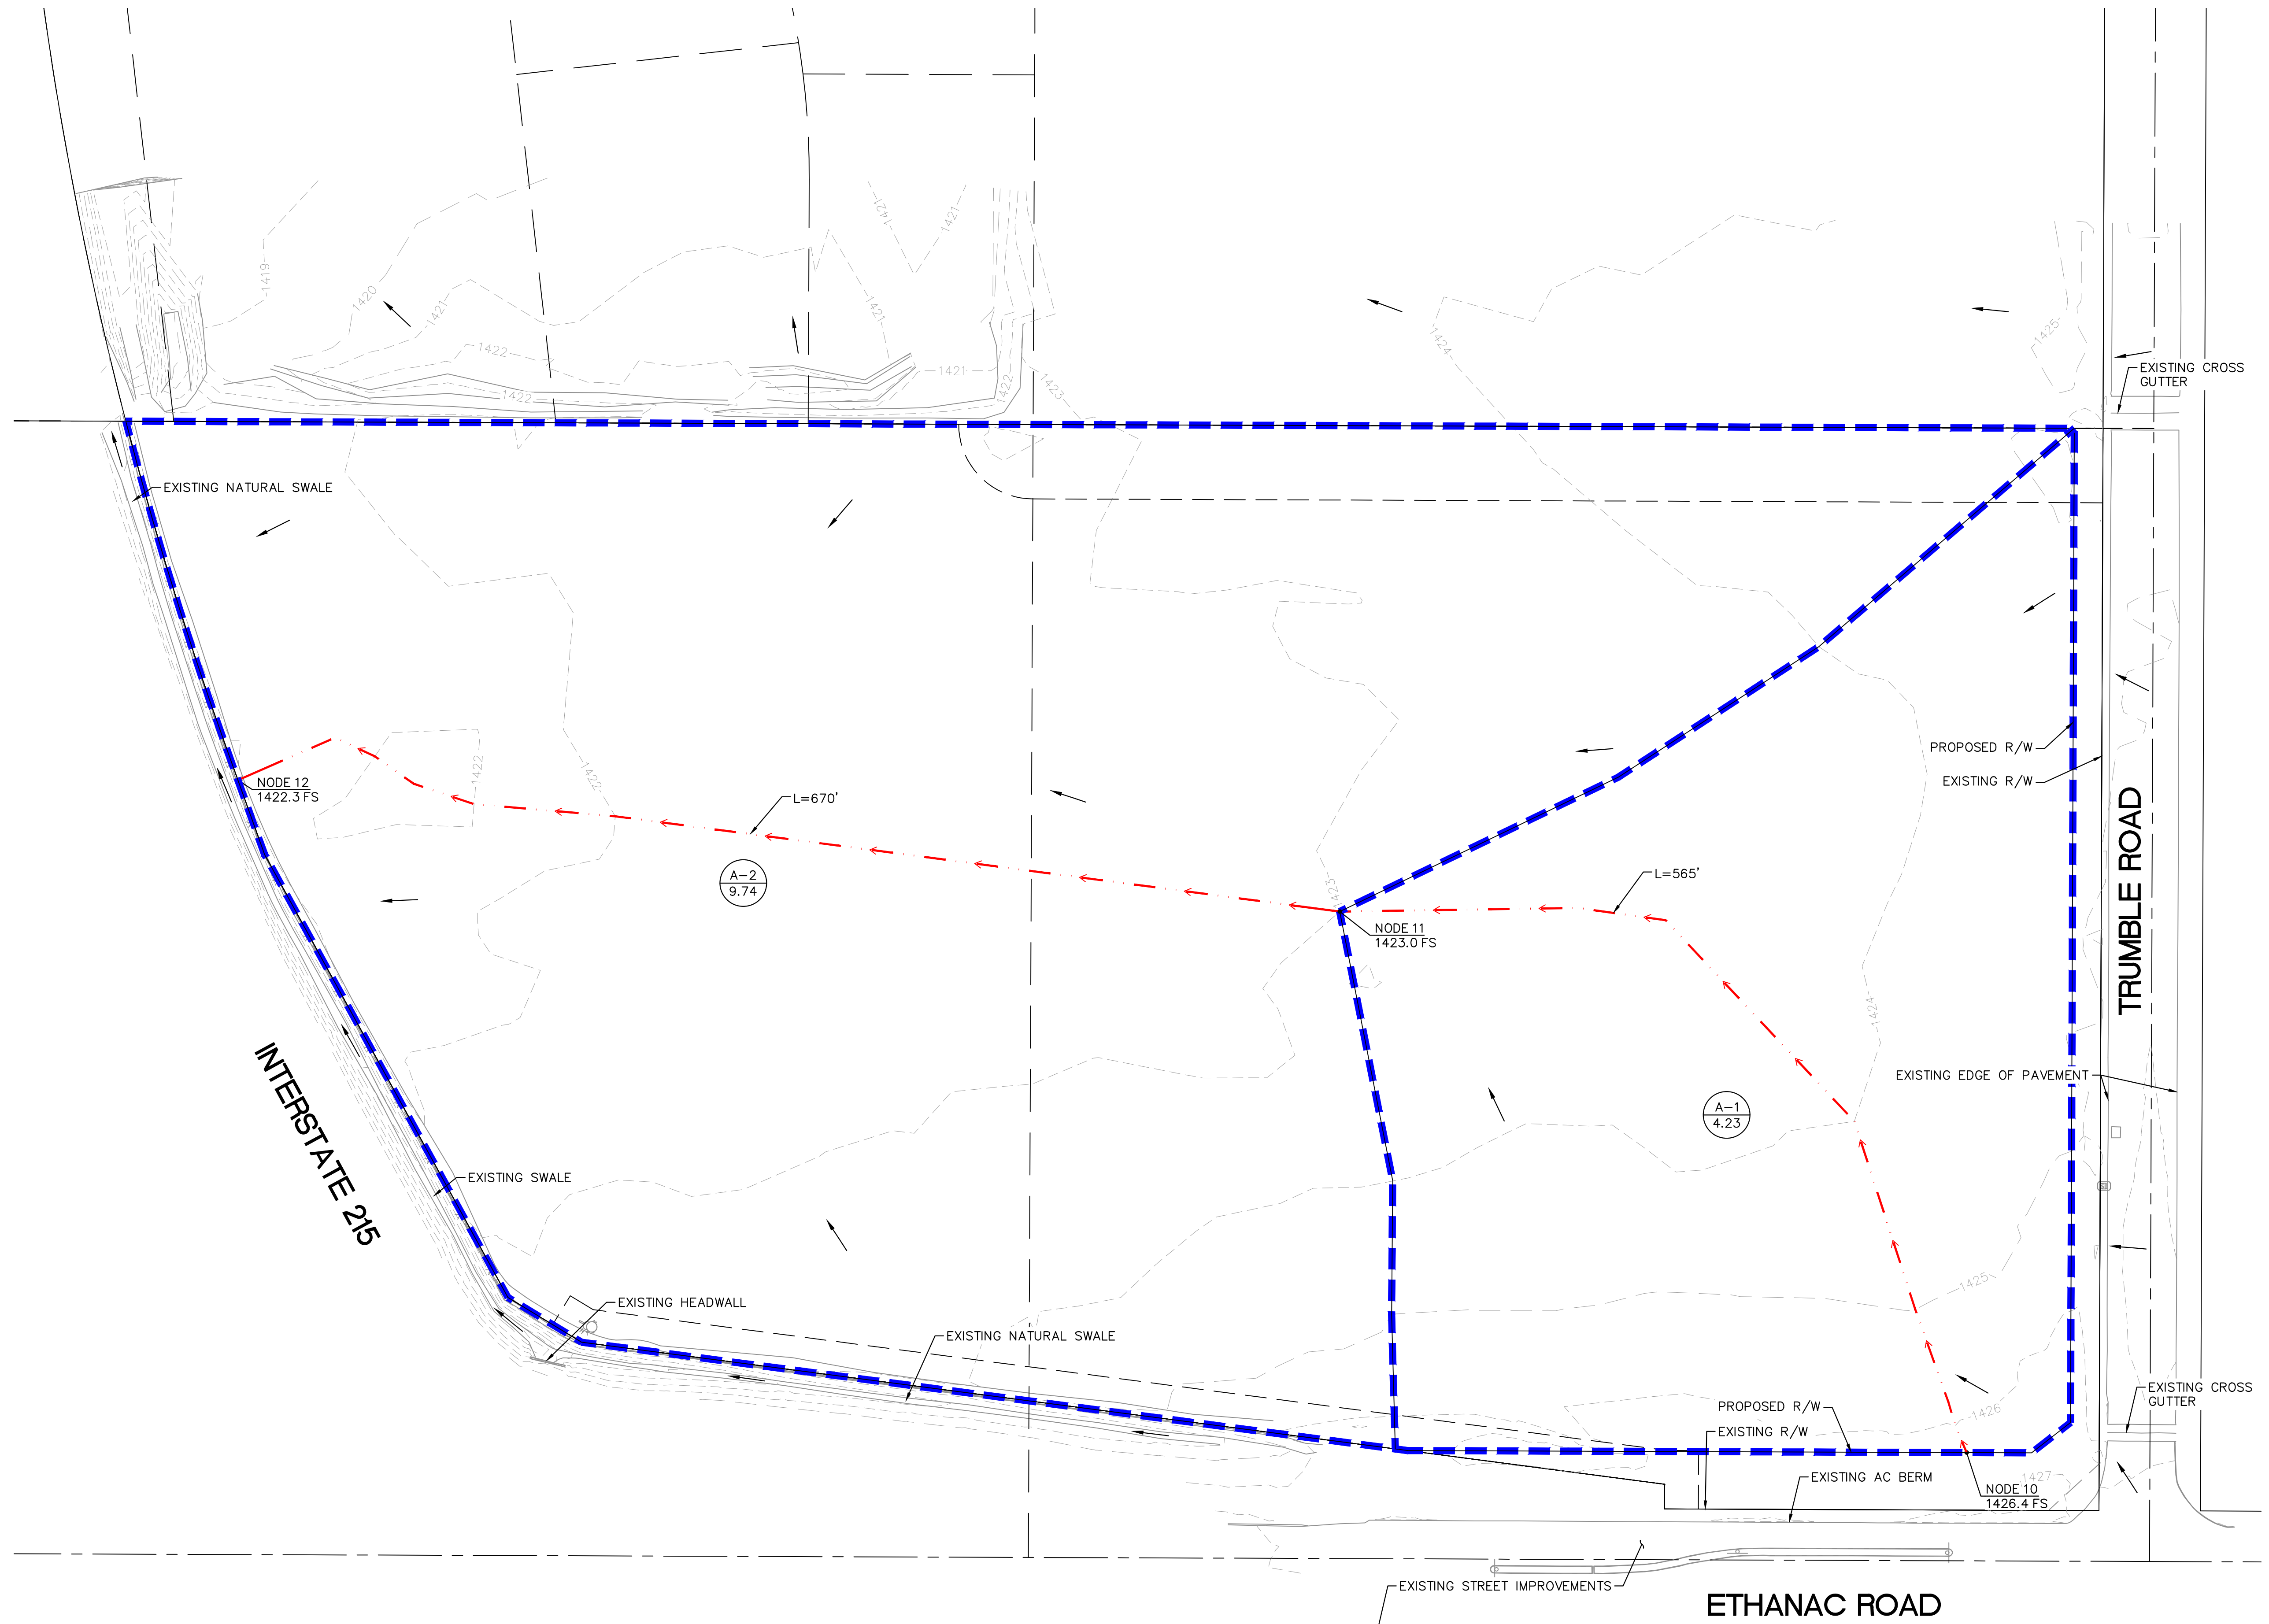 1421
1421
1419
1420
1421
1421
1425
1424
1422
1421
1422
1422
1423
EXISTING CROSS
GUTTER
EXISTING NATURAL SWALE
PROPOSED R/W
EXISTING R/W
NODE 12
1422.3 FS
1422
1422
L=670'
A-2
9.74
L=565'
TRUMBLE ROAD
1423
NODE 11
1423.0 FS
1424
EXISTING EDGE OF PAVEMENT
A-1
4.23
INTERSTATE 215
EXISTING SWALE
EXISTING HEADWALL
EXISTING NATURAL SWALE
1425
1426
PROPOSED R/W
EXISTING R/W
EXISTING CROSS
GUTTER
EXISTING AC BERM
1427
NODE 10
1426.4 FS
EXISTING STREET IMPROVEMENTS
ETHANAC ROAD